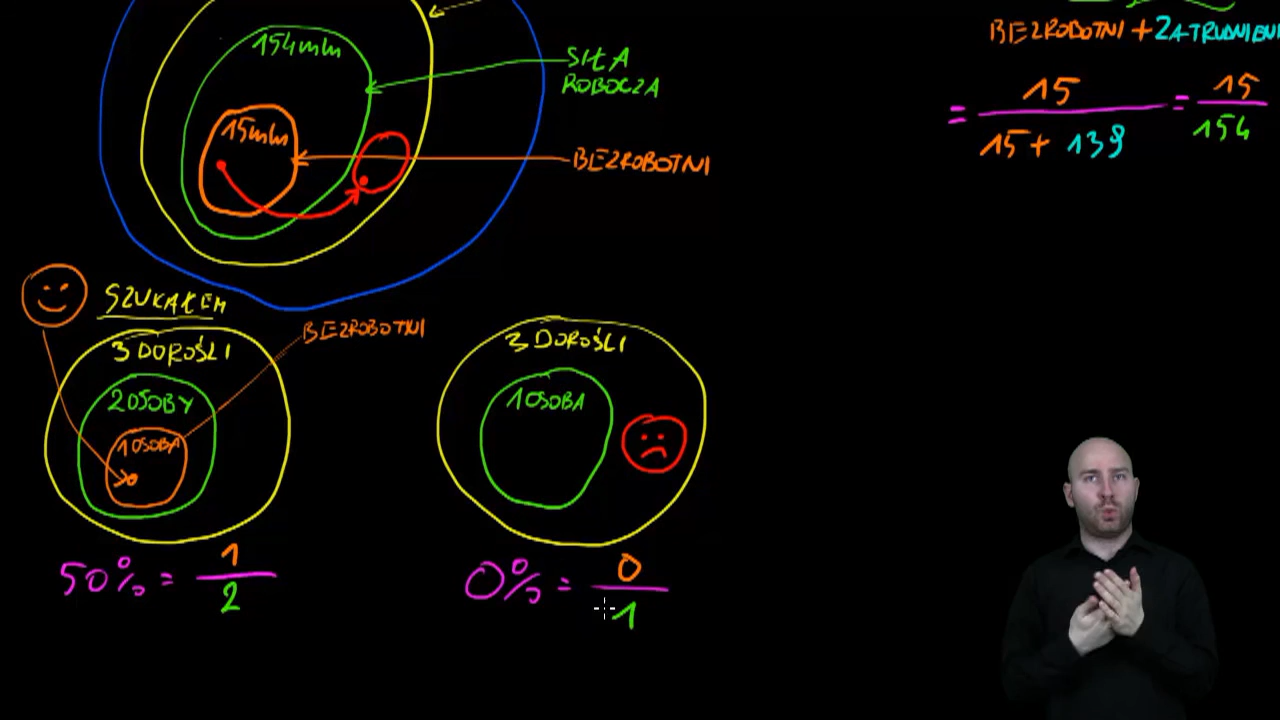 154mln
15mln
SIŁA
ROBOCZA
BEZROBOTNI
BEZROBOTNI + ZATRUDNIENI
= 15 / 15 + 139 = 15 / 154
SZUKAŁEM
BEZROBOTNI
3 DOROŚLI
2 OSOBY
1 OSOBA
50% = 1 / 2
3 DOROŚLI
1 OSOBA
0% = 0 / 1